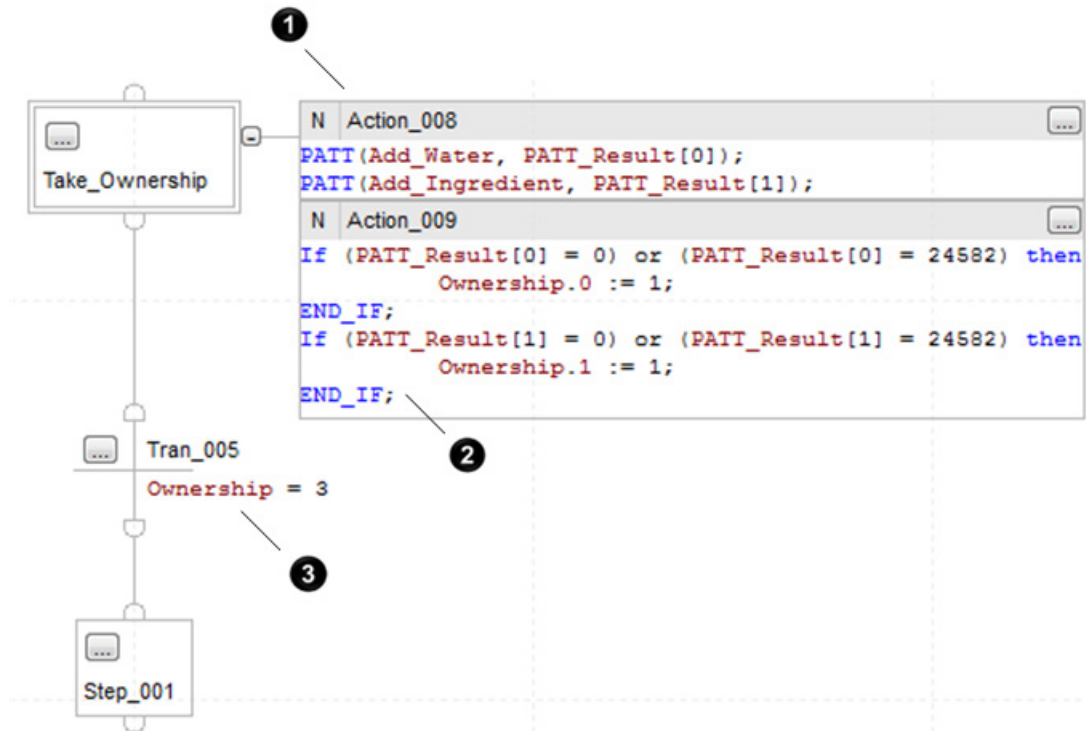 1
N Action_008 ...
PATT(Add_Water, PATT_Result[0]);
PATT(Add_Ingredient, PATT_Result[1]);
...
Take_Ownership
N Action_009 ...
If (PATT_Result[0] = 0) or (PATT_Result[0] = 24582) then
Ownership.0 := 1;
END_IF;
If (PATT_Result[1] = 0) or (PATT_Result[1] = 24582) then
Ownership.1 := 1;
END_IF;
2
... Tran_005
Ownership = 3
3
...
Step_001